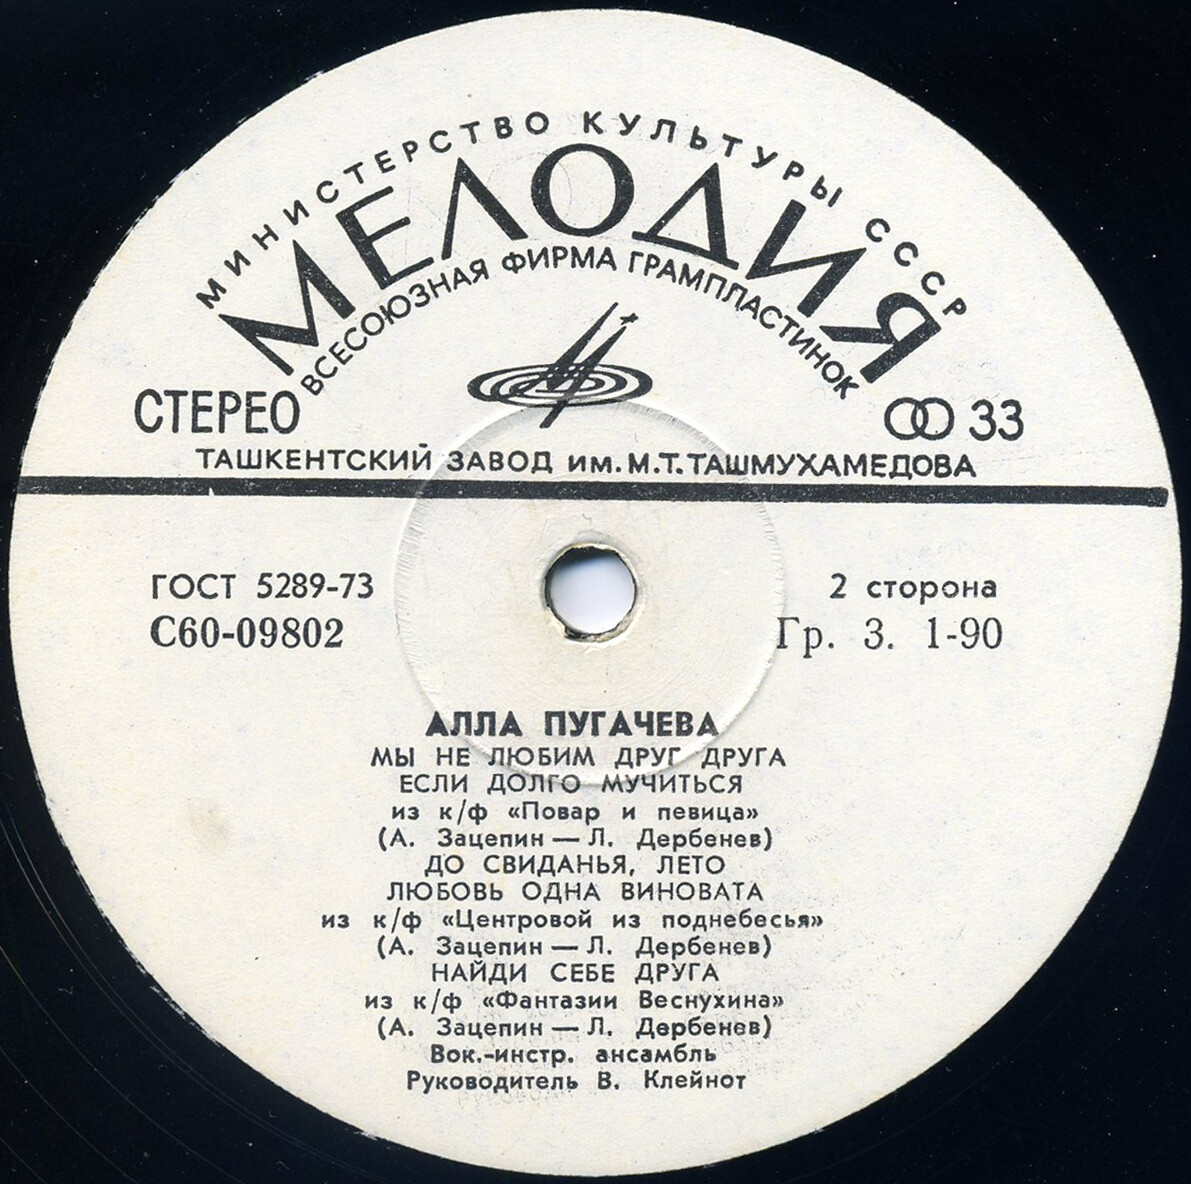 МИНИСТЕРСТВО КУЛЬТУРЫ СССР
МЕЛОДИЯ
ВСЕСОЮЗНАЯ ФИРМА ГРАМПЛАСТИНОК
СТЕРЕО 33
ТАШКЕНТСКИЙ ЗАВОД ИМ. М.Т. ТАШМУХАМЕДОВА
ГОСТ 5289-73 2 сторона
С60-09802 Гр. 3. 1-90
АЛЛА ПУГАЧЕВА
МЫ НЕ ЛЮБИМ ДРУГ ДРУГА
ЕСЛИ ДОЛГО МУЧИТЬСЯ
из к/ф «Повар и певица»
(А. Зацепин — Л. Дербенев)
ДО СВИДАНЬЯ, ЛЕТО
ЛЮБОВЬ ОДНА ВИНОВАТА
из к/ф «Центровой из поднебесья»
(А. Зацепин — Л. Дербенев)
НАЙДИ СЕБЕ ДРУГА
из к/ф «Фантазии Веснухина»
(А. Зацепин — Л. Дербенев)
Вок.-инстр. ансамбль
Руководитель В. Клейнот